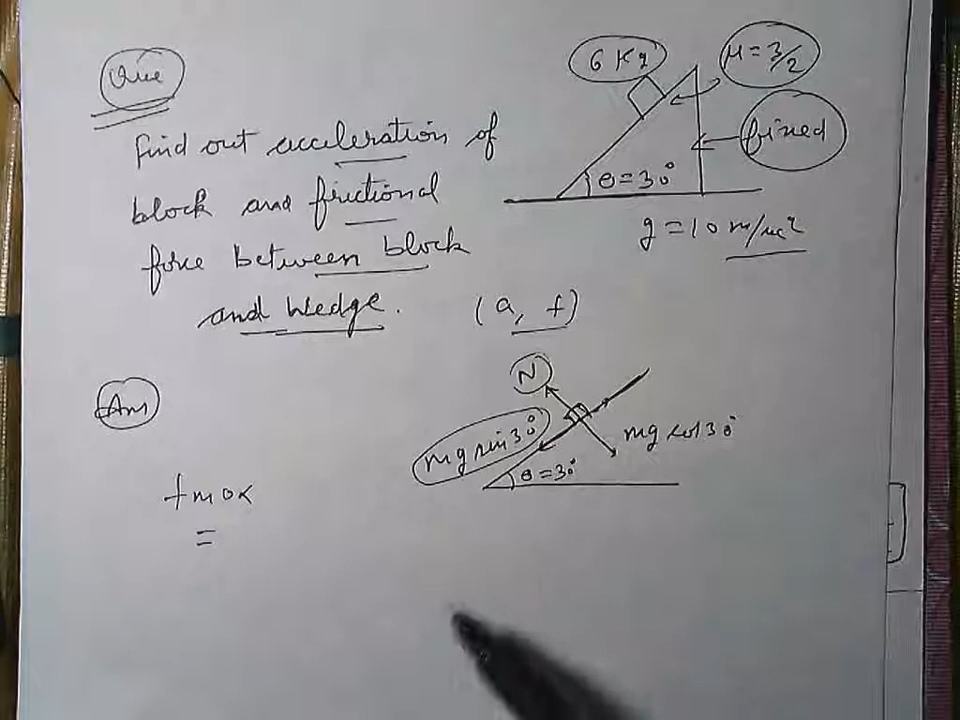 Que
6 Kg
μ = 3/2
Find out acceleration of
fixed
θ = 30°
block and frictional
g = 10 m/sec²
force between block
and Wedge. (a, f)
Ans
N
mg sin 30°
mg cos 30°
θ = 30°
fmax
=